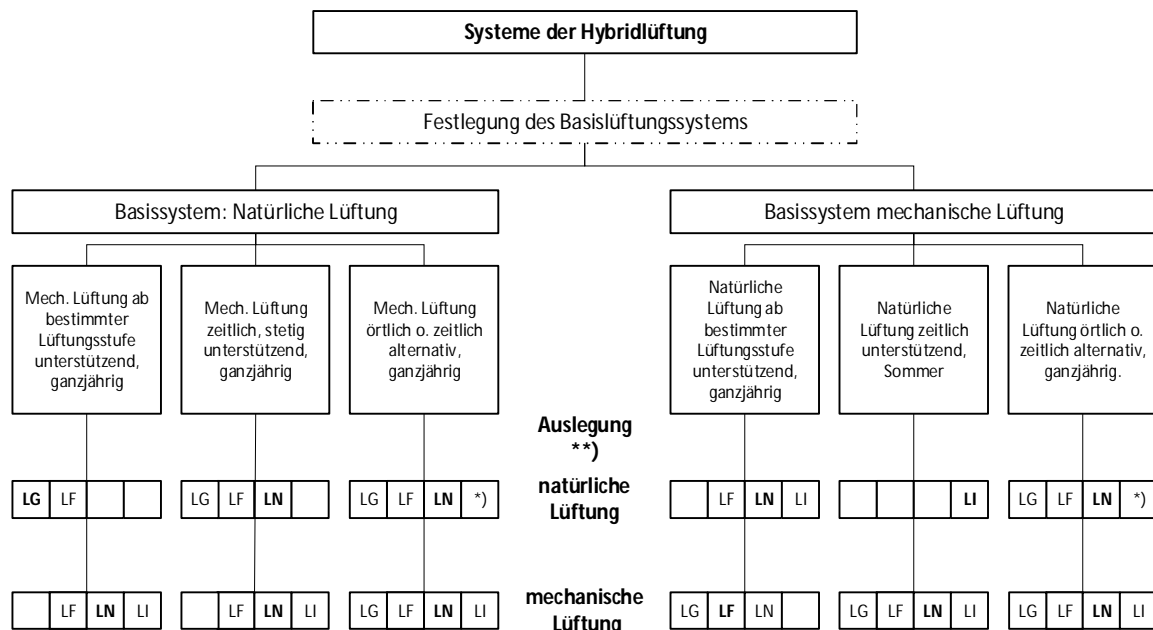 Systeme der Hybridlüftung
Festlegung des Basislüftungssystems
Basissystem: Natürliche Lüftung
Basissystem mechanische Lüftung
Mech. Lüftung ab
bestimmter
Lüftungsstufe
unterstützend,
ganzjährig
Mech. Lüftung
zeitlich, stetig
unterstützend,
ganzjährig
Mech. Lüftung
örtlich o. zeitlich
alternativ,
ganzjährig
Natürliche
Lüftung ab
bestimmter
Lüftungsstufe
unterstützend,
ganzjährig
Natürliche
Lüftung zeitlich
unterstützend,
Sommer
Natürliche
Lüftung örtlich o.
zeitlich alternativ,
ganzjährig.
Auslegung
**)
LG LF
LG LF LN
LG LF LN *)
natürliche
Lüftung
LF LN LI
LI
LG LF LN *)
LF LN LI
LF LN LI
LG LF LN LI
mechanische
Lüftung
LG LF LN
LG LF LN LI
LG LF LN LI